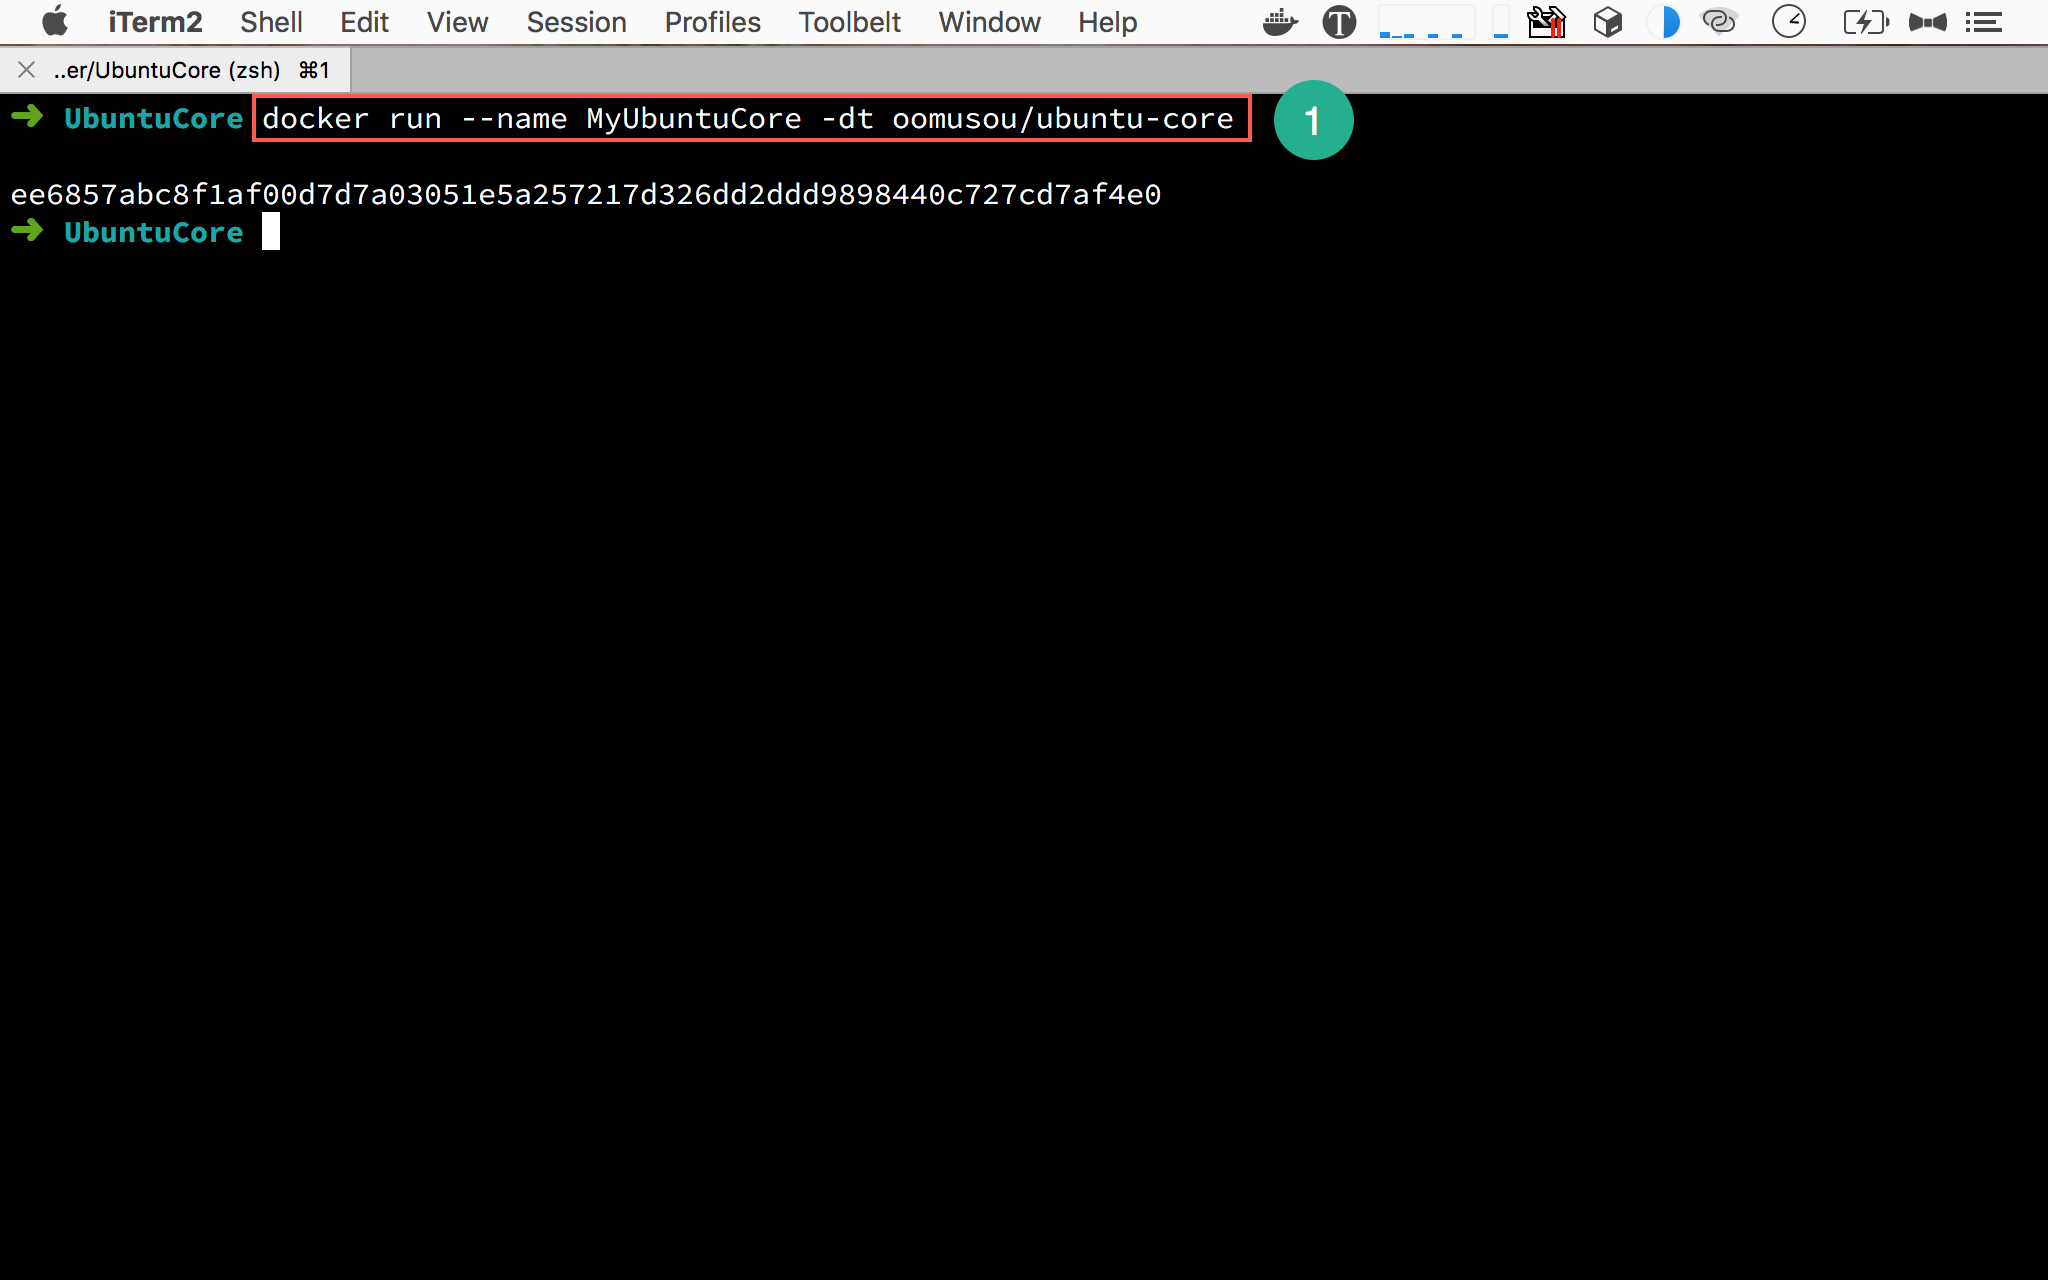 iTerm2 Shell Edit View Session Profiles Toolbelt Window Help
..er/UbuntuCore (zsh) ⌘1
➜ UbuntuCore docker run --name MyUbuntuCore -dt oomusou/ubuntu-core
1
ee6857abc8f1af00d7d7a03051e5a257217d326dd2ddd9898440c727cd7af4e0
➜ UbuntuCore